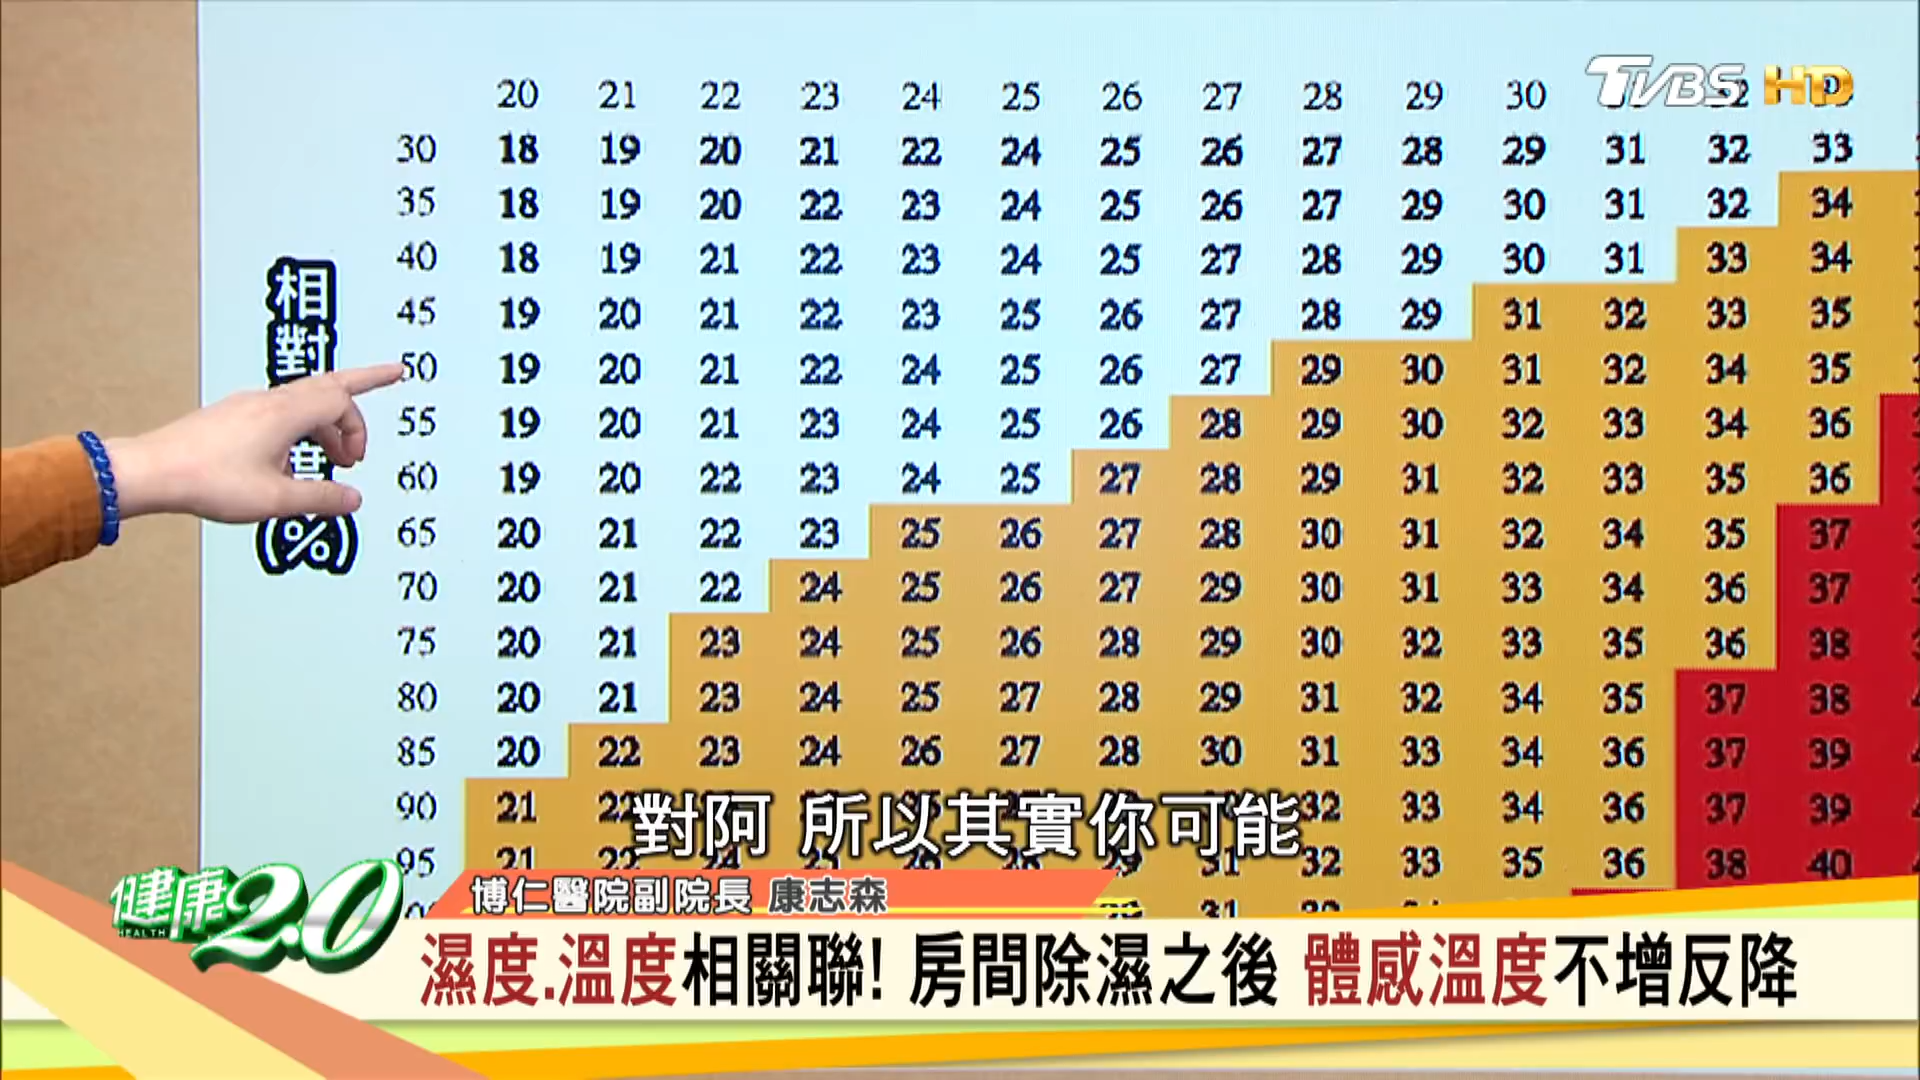 TVBS HD
20 21 22 23 24 25 26 27 28 29 30
30 18 19 20 21 22 24 25 26 27 28 29 31 32 33
35 18 19 20 22 23 24 25 26 27 29 30 31 32 34
40 18 19 21 22 23 24 25 27 28 29 30 31 33 34
45 19 20 21 22 23 25 26 27 28 29 31 32 33 35
50 19 20 21 22 24 25 26 27 29 30 31 32 34 35
55 19 20 21 23 24 25 26 28 29 30 32 33 34 36
60 19 20 22 23 24 25 27 28 29 31 32 33 35 36
65 20 21 22 23 25 26 27 28 30 31 32 34 35 37
70 20 21 22 24 25 26 27 29 30 31 33 34 36 37
75 20 21 23 24 25 26 28 29 30 32 33 35 36 38
80 20 21 23 24 25 27 28 29 31 32 34 35 37 38
85 20 22 23 24 26 27 28 30 31 33 34 36 37 39
90 21 22 32 33 34 36 37 39
95 21 22 31 32 33 35 36 38 40
相對 度(%)
對阿 所以其實你可能
健康2.0
HEALTH
博仁醫院副院長 康志森
濕度.溫度相關聯! 房間除濕之後 體感溫度不增反降